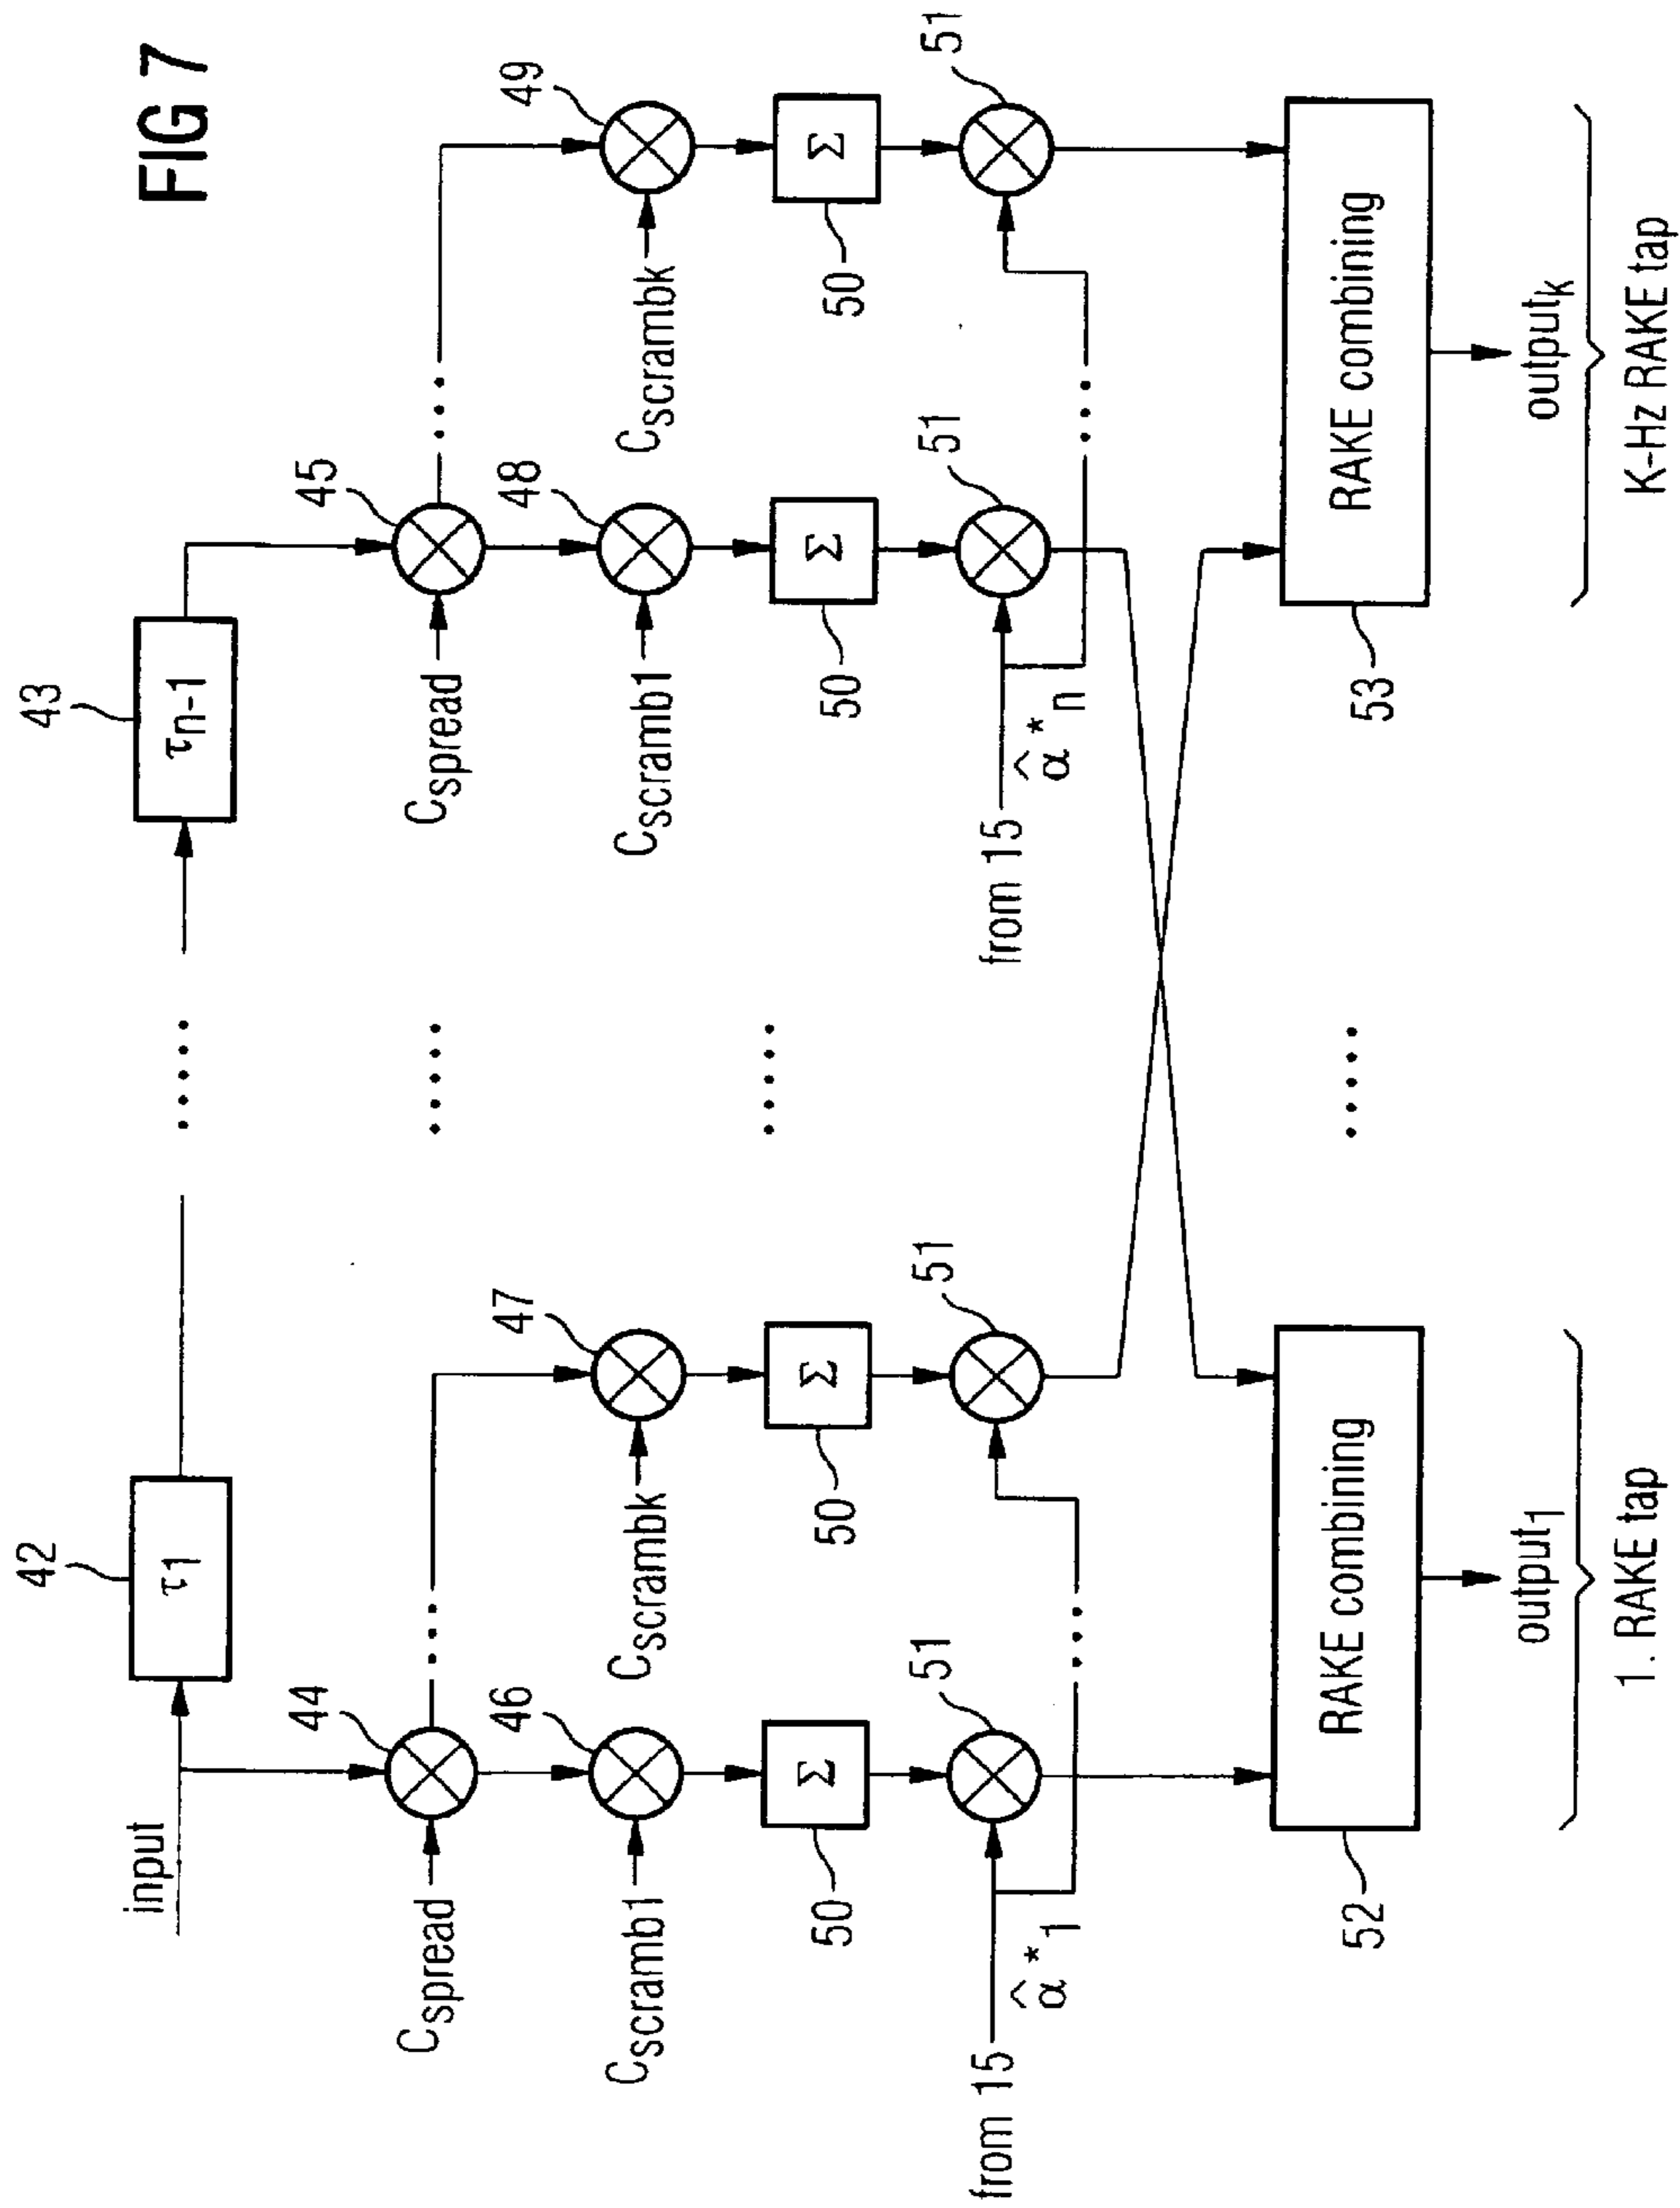 FIG 7
42
43
τ1
τn-1
input
44
45
Cspread
Cspread
46
47
48
49
Cscramb1
Cscrambk
Cscramb1
Cscrambk
Σ
Σ
Σ
Σ
50
50
50
50
51
51
51
51
from 15
α̂*1
from 15
α̂*n
RAKE combining
RAKE combining
52
53
output1
outputk
1. RAKE tap
K-Hz RAKE tap